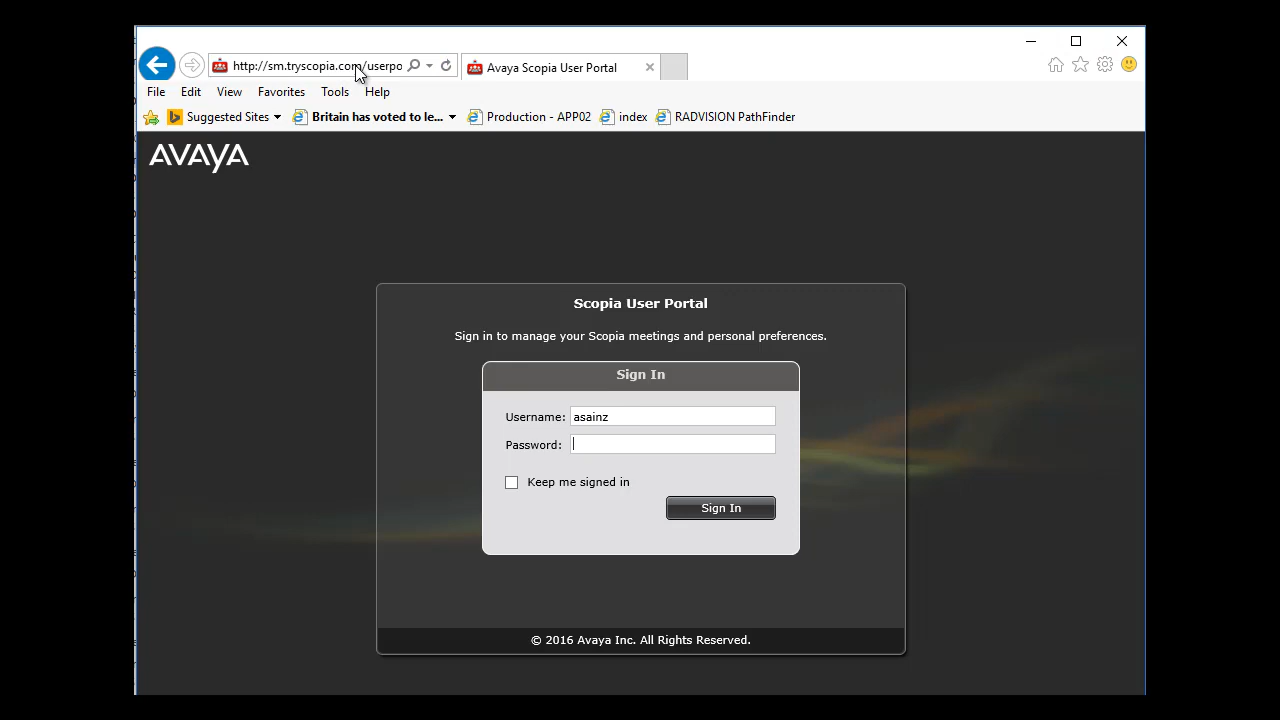 http://sm.tryscopia.com/userpo
Avaya Scopia User Portal
File Edit View Favorites Tools Help
Suggested Sites Britain has voted to le... Production - APP02 index RADVISION PathFinder
AVAYA
Scopia User Portal
Sign in to manage your Scopia meetings and personal preferences.
Sign In
Username: asainz
Password:
Keep me signed in
Sign In
© 2016 Avaya Inc. All Rights Reserved.